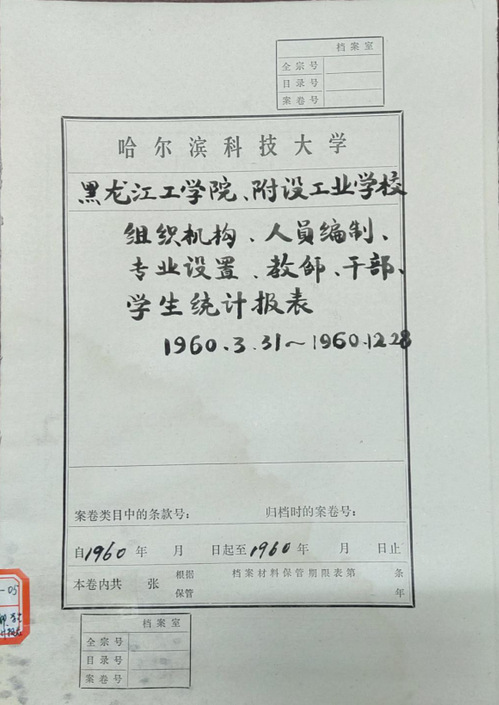 档案室
全宗号
目录号
案卷号
哈尔滨科技大学
黑龙江工学院、附设工业学校
组织机构、人员编制、
专业设置、教师、干部、
学生统计报表
1960.3.31～1960.12.28
案卷类目中的条款号： 归档时的案卷号：
自1960年 月 日起至1960年 月 日止
本卷内共 张 根据 档案材料保管期限表第 条
保管 年
-05
档案室
全宗号
目录号
案卷号